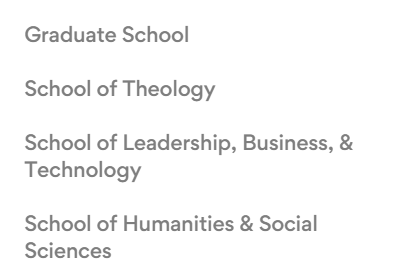 Graduate School
School of Theology
School of Leadership, Business, &
Technology
School of Humanities & Social
Sciences